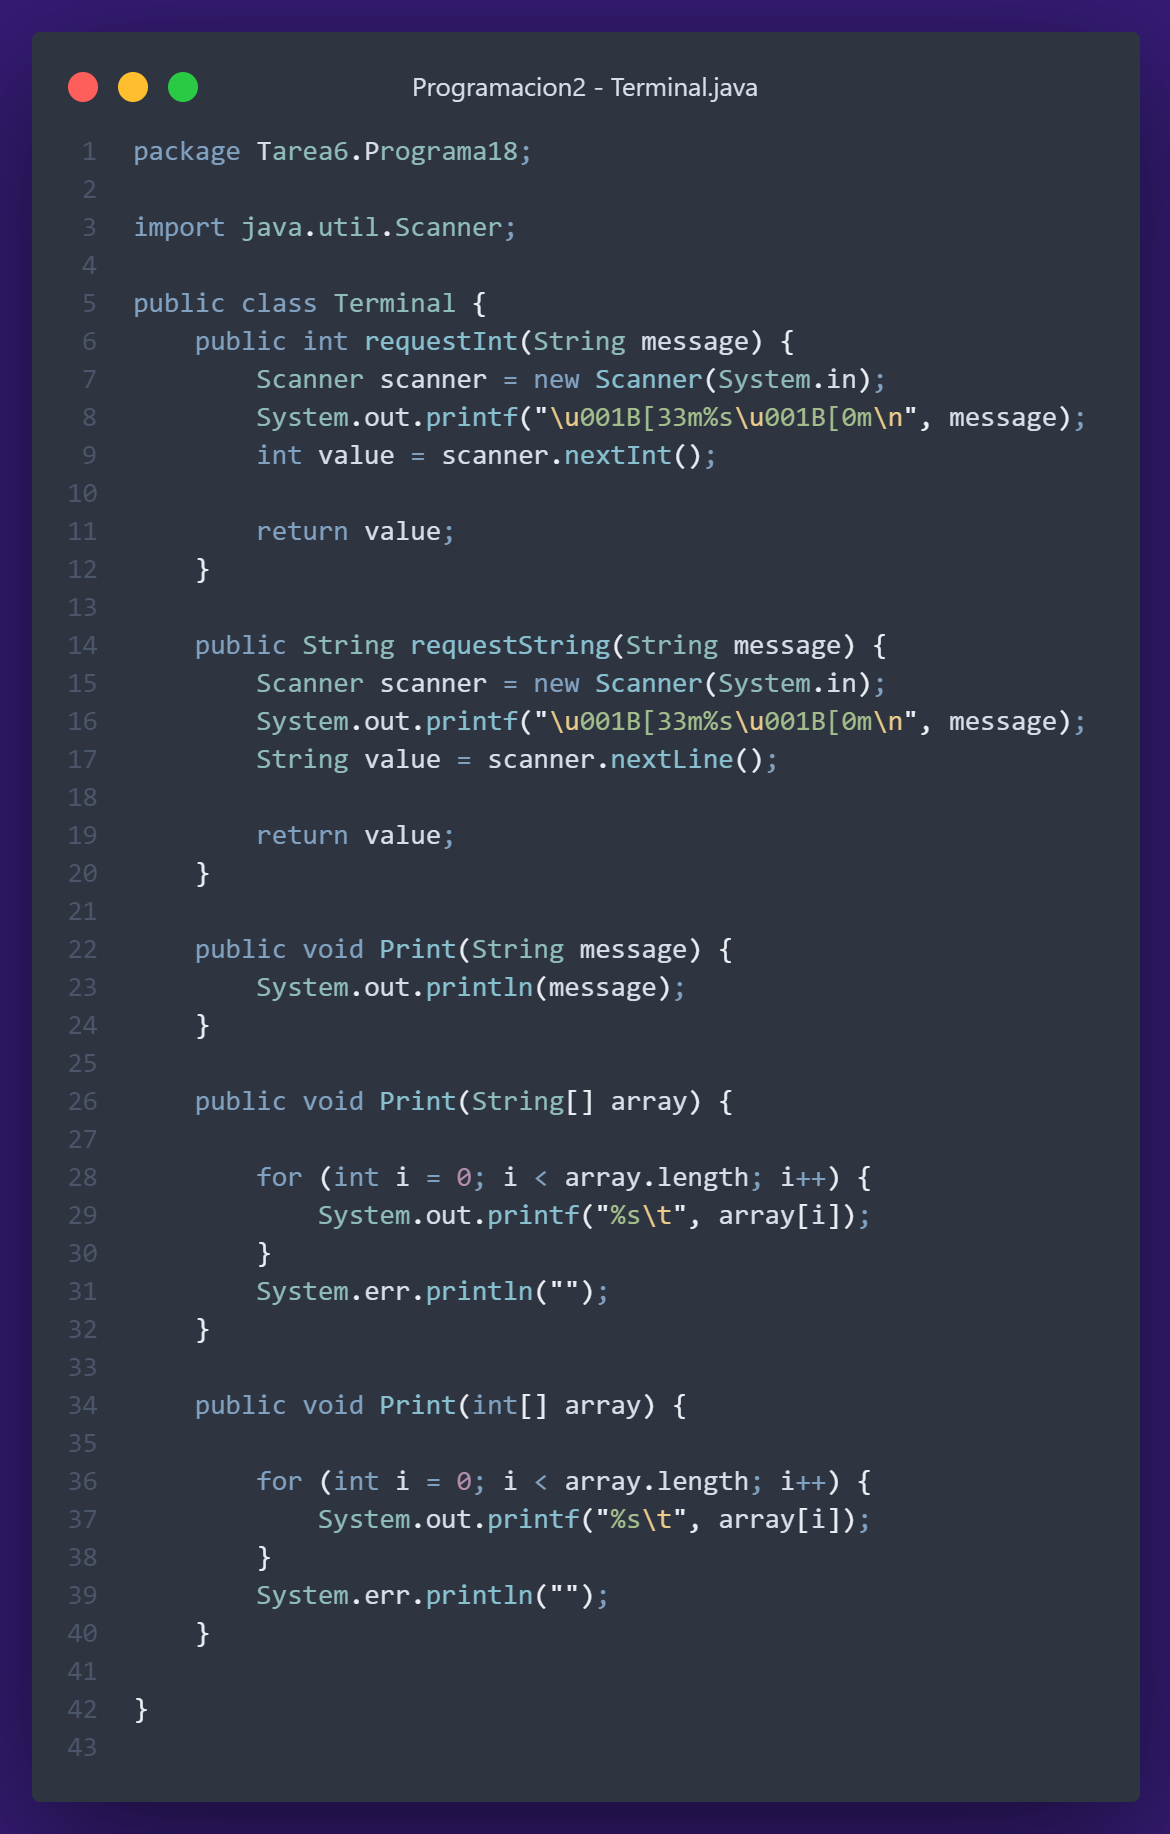 Programacion2 - Terminal.java
1 package Tarea6.Programa18;
2
3 import java.util.Scanner;
4
5 public class Terminal {
6     public int requestInt(String message) {
7         Scanner scanner = new Scanner(System.in);
8         System.out.printf("\u001B[33m%s\u001B[0m\n", message);
9         int value = scanner.nextInt();
10
11         return value;
12     }
13
14     public String requestString(String message) {
15         Scanner scanner = new Scanner(System.in);
16         System.out.printf("\u001B[33m%s\u001B[0m\n", message);
17         String value = scanner.nextLine();
18
19         return value;
20     }
21
22     public void Print(String message) {
23         System.out.println(message);
24     }
25
26     public void Print(String[] array) {
27
28         for (int i = 0; i < array.length; i++) {
29             System.out.printf("%s\t", array[i]);
30         }
31         System.err.println("");
32     }
33
34     public void Print(int[] array) {
35
36         for (int i = 0; i < array.length; i++) {
37             System.out.printf("%s\t", array[i]);
38         }
39         System.err.println("");
40     }
41
42 }
43